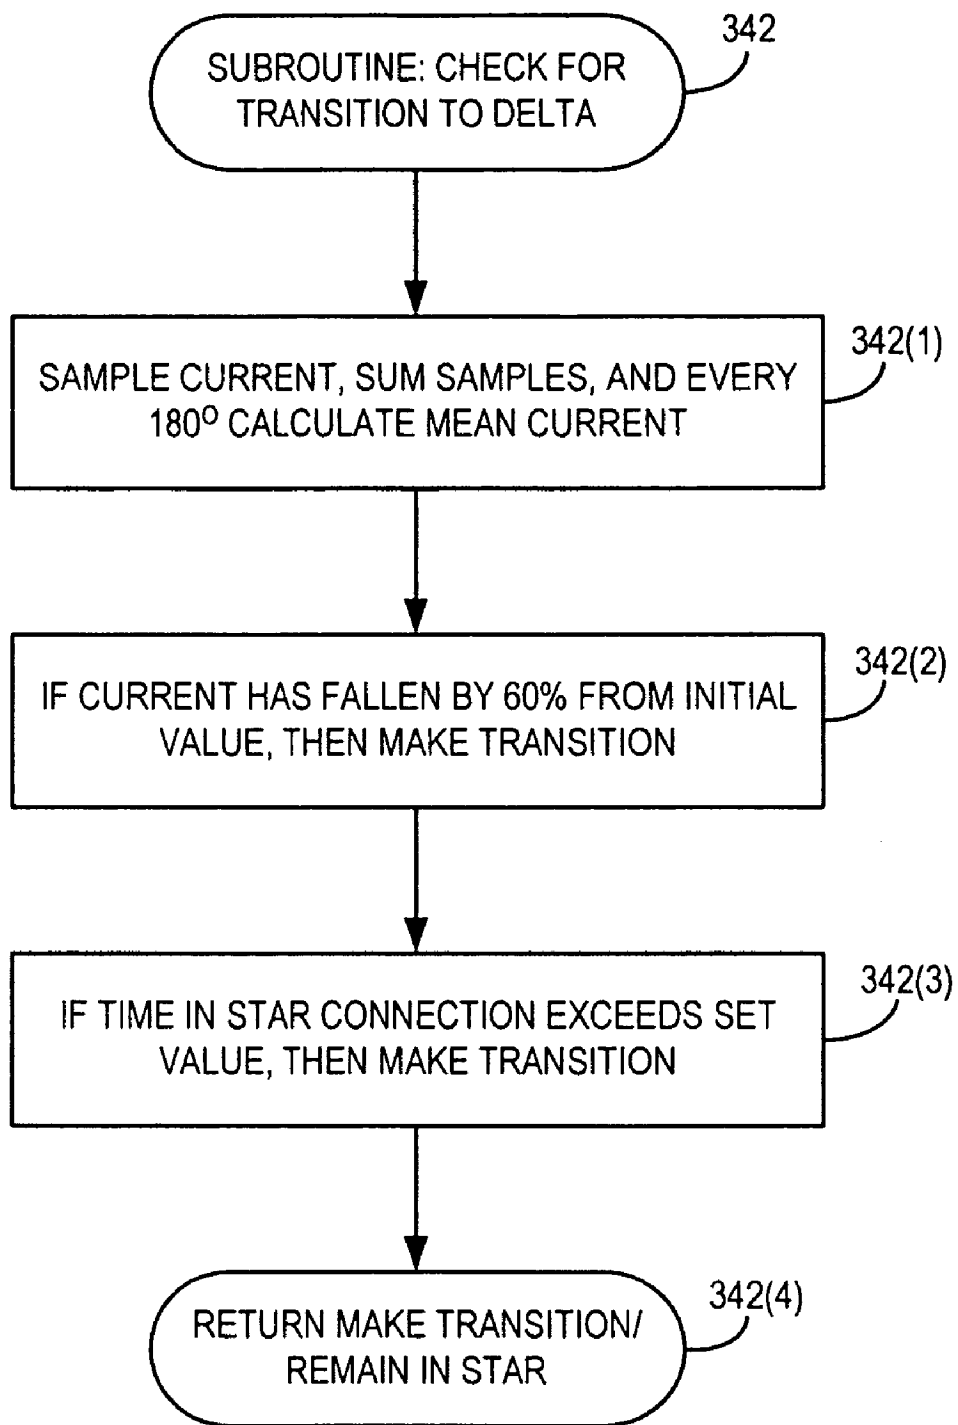 342
SUBROUTINE: CHECK FOR
TRANSITION TO DELTA
342(1)
SAMPLE CURRENT, SUM SAMPLES, AND EVERY
180º CALCULATE MEAN CURRENT
342(2)
IF CURRENT HAS FALLEN BY 60% FROM INITIAL
VALUE, THEN MAKE TRANSITION
342(3)
IF TIME IN STAR CONNECTION EXCEEDS SET
VALUE, THEN MAKE TRANSITION
342(4)
RETURN MAKE TRANSITION/
REMAIN IN STAR